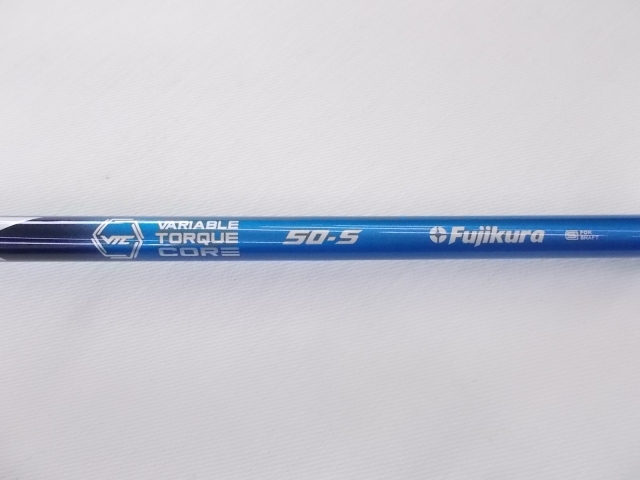 VTC
VARIABLE
TORQUE
CORE
50-S
Fujikura